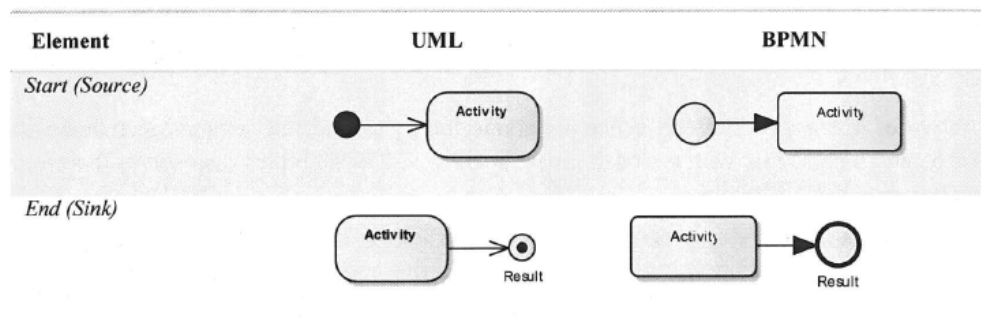 Element UML BPMN
Start (Source)
Activity Activity
End (Sink)
Activity Activity
Result Result